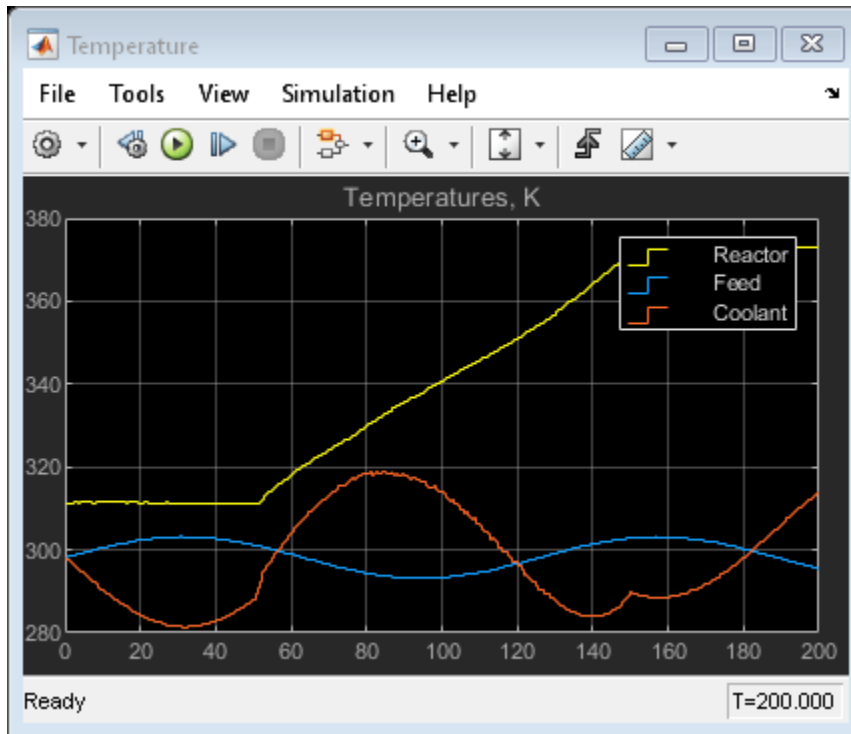 Temperature
File Tools View Simulation Help
Temperatures, K
380
360
340
320
300
280
Reactor
Feed
Coolant
0 20 40 60 80 100 120 140 160 180 200
Ready T=200.000